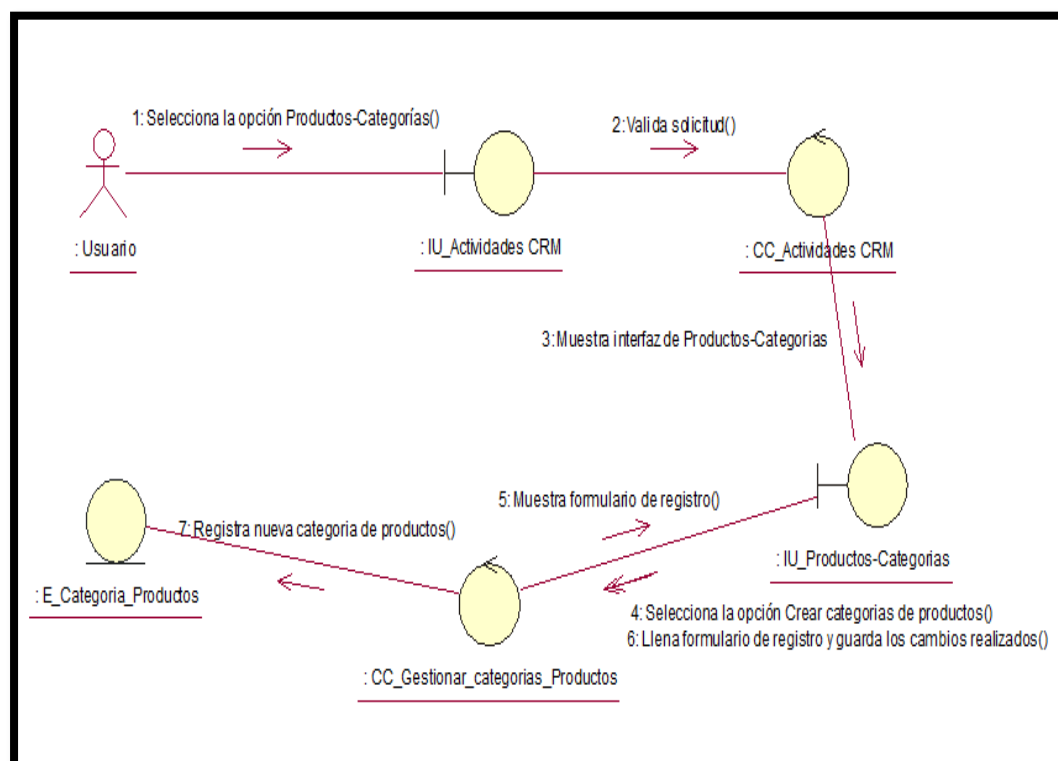 1: Selecciona la opción Productos-Categorías()
2: Valida solicitud()
: Usuario
: IU_Actividades CRM
: CC_Actividades CRM
3: Muestra interfaz de Productos-Categorias
5: Muestra formulario de registro()
7: Registra nueva categoria de productos()
: IU_Productos-Categorias
: E_Categoria_Productos
4: Selecciona la opción Crear categorias de productos()
6: Llena formulario de registro y guarda los cambios realizados()
: CC_Gestionar_categorias_Productos